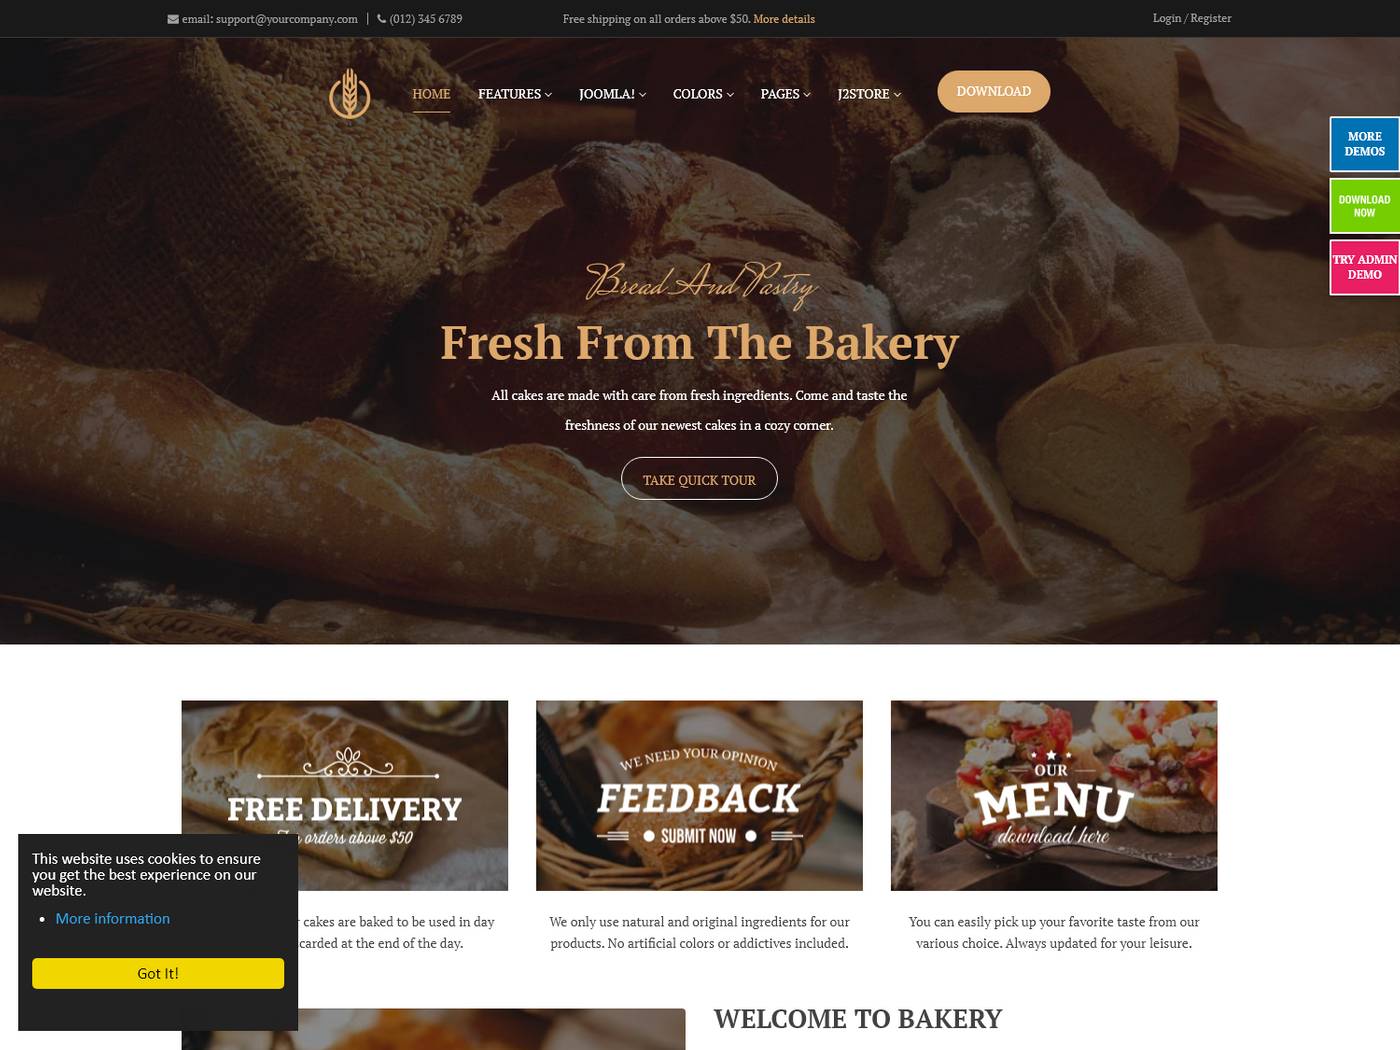 email: support@yourcompany.com | (012) 345 6789
Free shipping on all orders above $50. More details
Login / Register
HOME
FEATURES
JOOMLA!
COLORS
PAGES
J2STORE
DOWNLOAD
MORE
DEMOS
DOWNLOAD
NOW
TRY ADMIN
DEMO
Bread And Pastry
Fresh From The Bakery
All cakes are made with care from fresh ingredients. Come and taste the
freshness of our newest cakes in a cozy corner.
TAKE QUICK TOUR
FREE DELIVERY
orders above $50
WE NEED YOUR OPINION
FEEDBACK
SUBMIT NOW
OUR
MENU
download here
cakes are baked to be used in day
at the end of the day.
We only use natural and original ingredients for our
products. No artificial colors or addictives included.
You can easily pick up your favorite taste from our
various choice. Always updated for your leisure.
This website uses cookies to ensure
you get the best experience on our
website.
More information
Got It!
WELCOME TO BAKERY